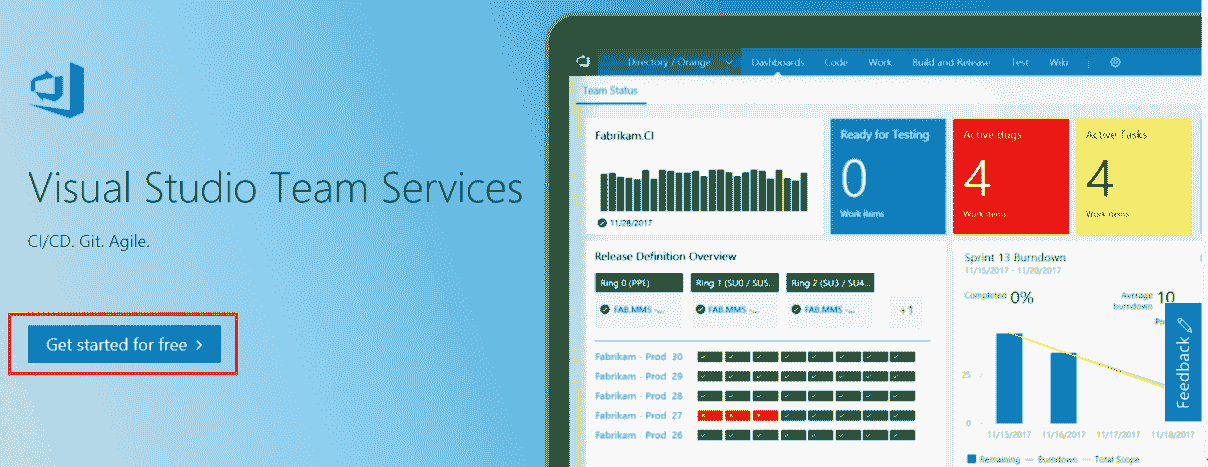 Visual Studio Team Services
CI/CD. Git. Agile.
Get started for free
Directory / Orange
Dashboards
Code
Work
Build and Release
Test
Wiki
Team Status
Fabrikam.CI
11/28/2017
Ready for Testing
0
Work items
Active Bugs
4
Work items
Active Tasks
4
Work items
Release Definition Overview
Ring 0 (PPE)
Ring 1 (SU0 / SU5...
Ring 2 (SU3 / SU4...
FAB.MMS -...
FAB.MMS -...
FAB.MMS -...
+1
Fabrikam - Prod 30
Fabrikam - Prod 29
Fabrikam - Prod 28
Fabrikam - Prod 27
Fabrikam - Prod 26
Sprint 13 Burndown
11/15/2017 - 11/20/2017
Completed 0%
Average burndown 10
25
0
11/15/2017
11/16/2017
11/17/2017
11/18/2017
Remaining
Burndown
Total Scope
Feedback